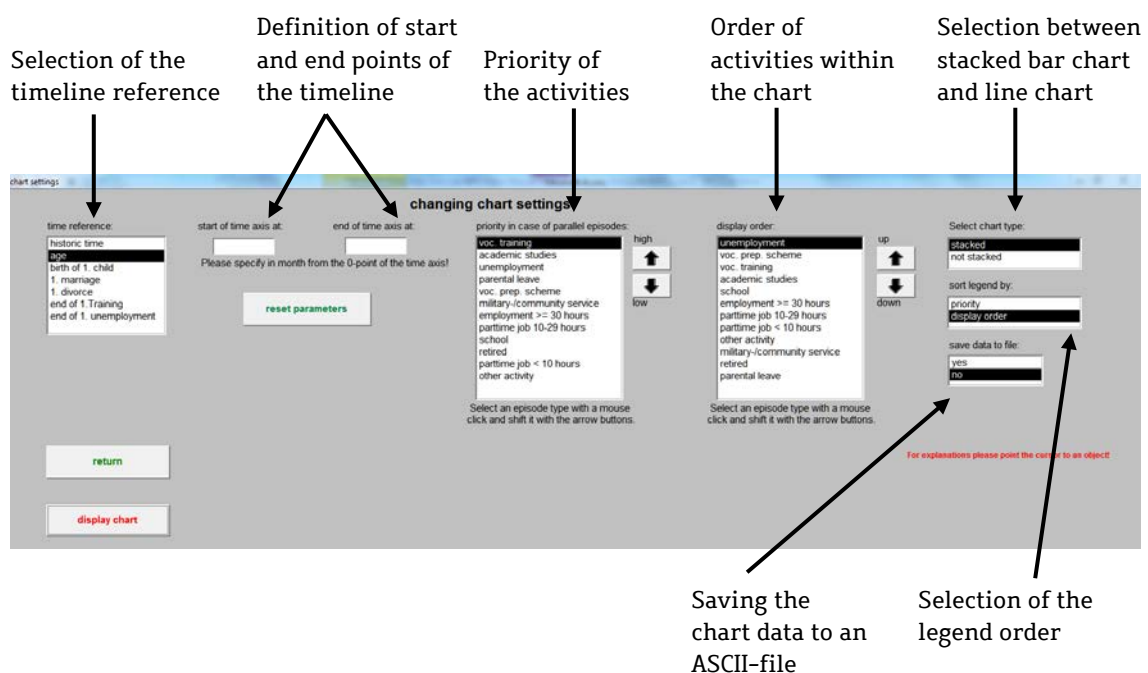 Selection of the
timeline reference
Definition of start
and end points of
the timeline
Priority of
the activities
Order of
activities within
the chart
Selection between
stacked bar chart
and line chart
chart settings
changing chart settings
time reference:
historic time
age
birth of 1. child
1. marriage
1. divorce
end of 1.Training
end of 1. unemployment
start of time axis at:
end of time axis at:
Please specify in month from the 0-point of the time axis!
reset parameters
priority in case of parallel episodes:
voc. training
academic studies
unemployment
parental leave
voc. prep. scheme
military-/community service
employment >= 30 hours
parttime job 10-29 hours
school
retired
parttime job < 10 hours
other activity
high
low
Select an episode type with a mouse
click and shift it with the arrow buttons.
display order:
unemployment
voc. prep. scheme
voc. training
academic studies
school
employment >= 30 hours
parttime job 10-29 hours
parttime job < 10 hours
other activity
military-/community service
retired
parental leave
up
down
Select an episode type with a mouse
click and shift it with the arrow buttons.
Select chart type:
stacked
not stacked
sort legend by:
priority
display order
save data to file:
yes
no
return
For explanations please point the cursor to an object!
display chart
Saving the
chart data to an
ASCII-file
Selection of the
legend order